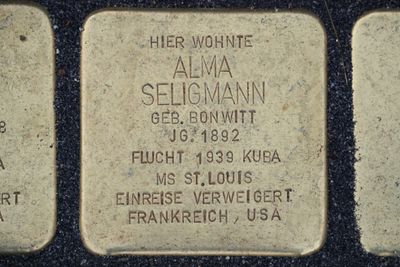 HIER WOHNTE
ALMA
SELIGMANN
GEB. BONWITT
JG. 1892
FLUCHT 1939 KUBA
MS ST. LOUIS
EINREISE VERWEIGERT
FRANKREICH, USA